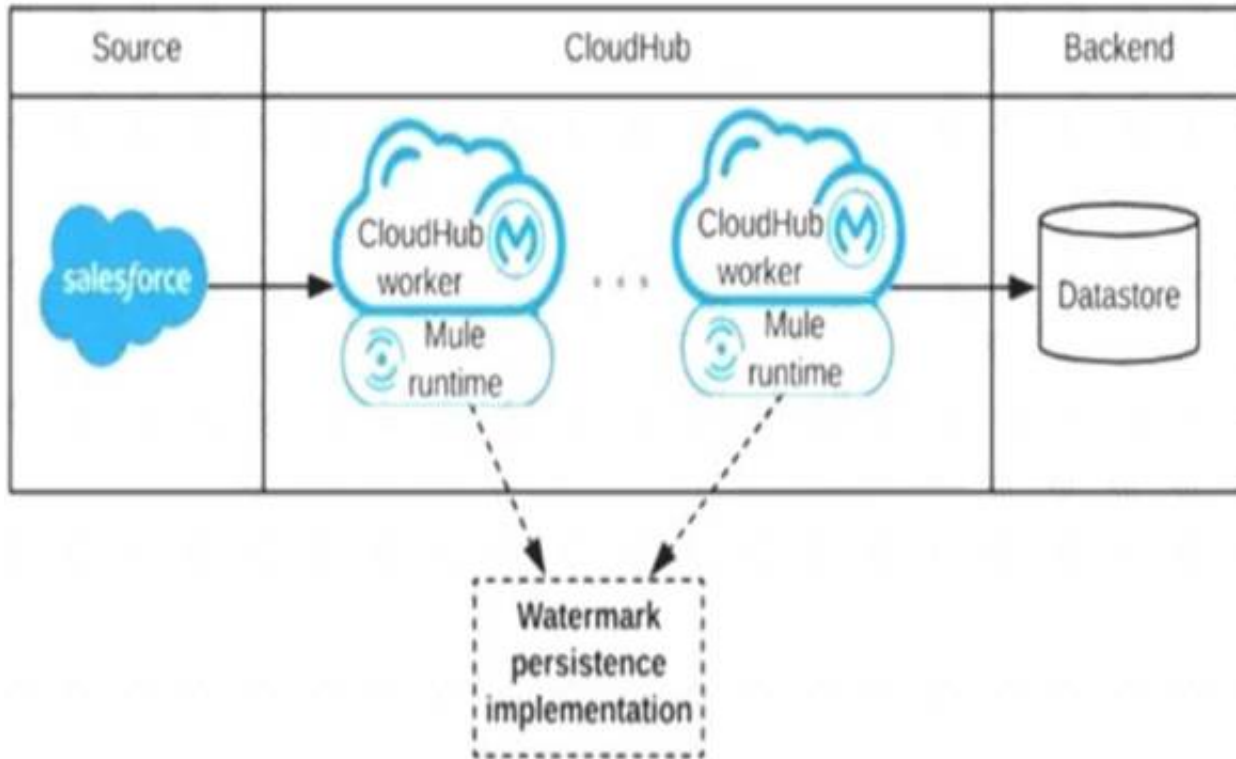 Source
CloudHub
Backend
salesforce
CloudHub
worker
Mule
runtime
CloudHub
worker
Mule
runtime
Datastore
Watermark
persistence
implementation